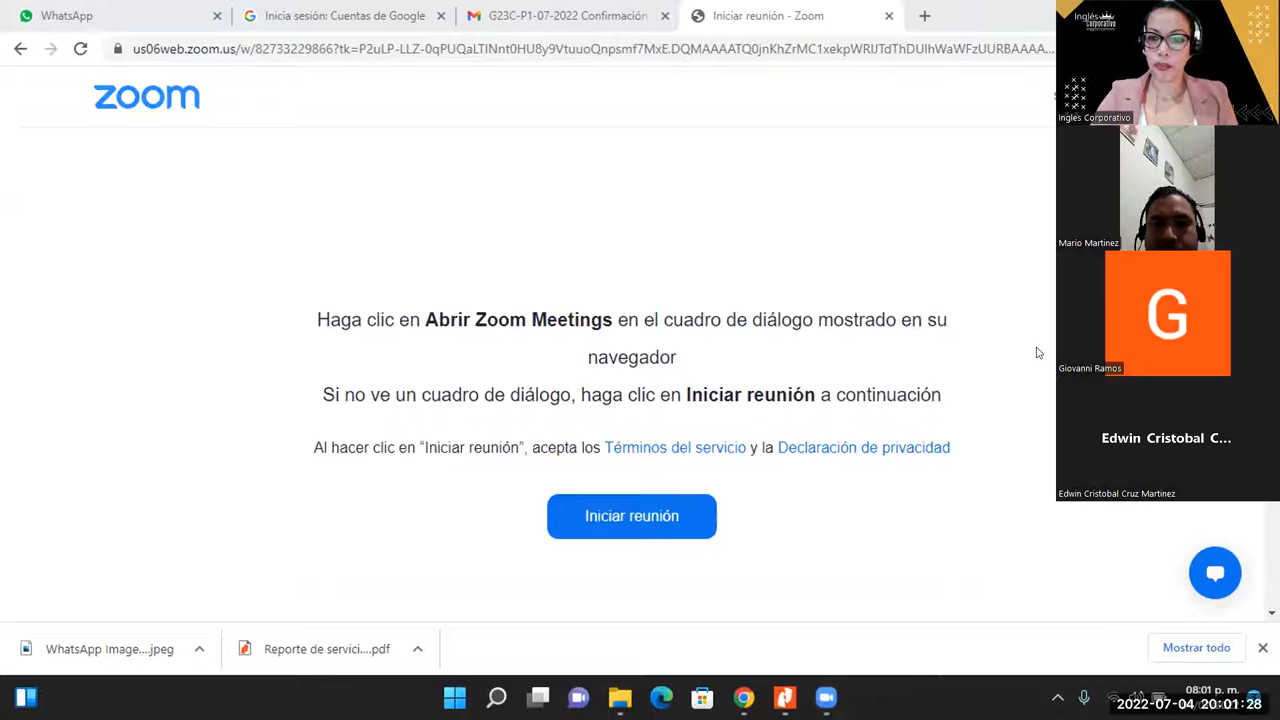 WhatsApp
Inicia sesión: Cuentas de Google
G23C-P1-07-2022 Confirmación
Iniciar reunión - Zoom
us06web.zoom.us/w/82733229866?tk=
zoom
Haga clic en Abrir Zoom Meetings en el cuadro de diálogo mostrado en su
navegador
Si no ve un cuadro de diálogo, haga clic en Iniciar reunión a continuación
Al hacer clic en “Iniciar reunión”, acepta los Términos del servicio y la Declaración de privacidad
Iniciar reunión
Inglés
Corporativo
Inglés Corporativo
Mario Martinez
G
Giovanni Ramos
Edwin Cristobal C...
Edwin Cristobal Cruz Martinez
WhatsApp Image....jpeg
Reporte de servici....pdf
Mostrar todo
08:01 p. m.
2022-07-04 20:01:28